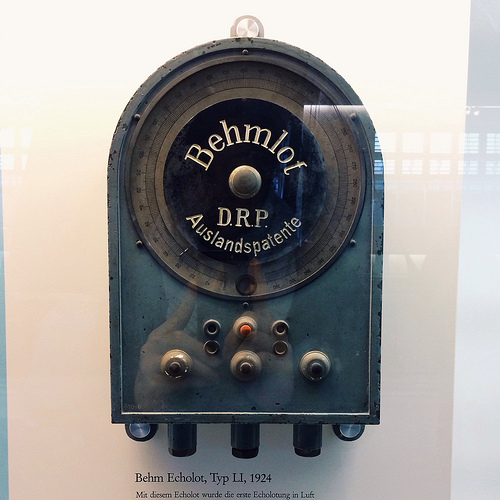 Behmlot
D.R.P.
Auslandspatente
Behm Echolot, Typ LI, 1924
Mit diesem Echolot wurde die erste Echolotung in Luft